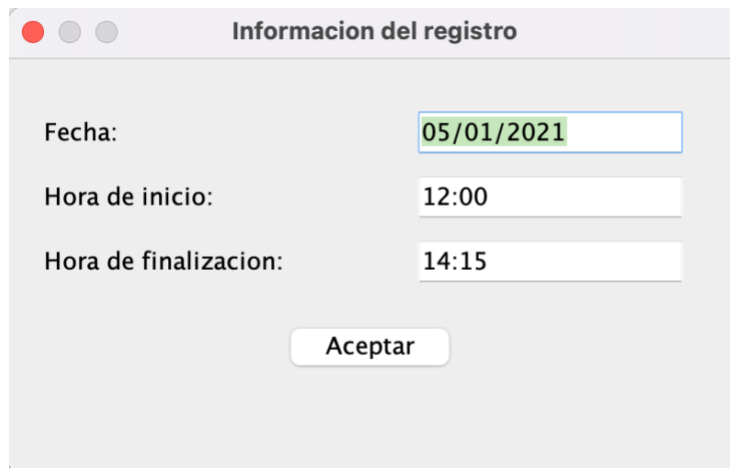 Informacion del registro
Fecha: 05/01/2021
Hora de inicio: 12:00
Hora de finalizacion: 14:15
Aceptar